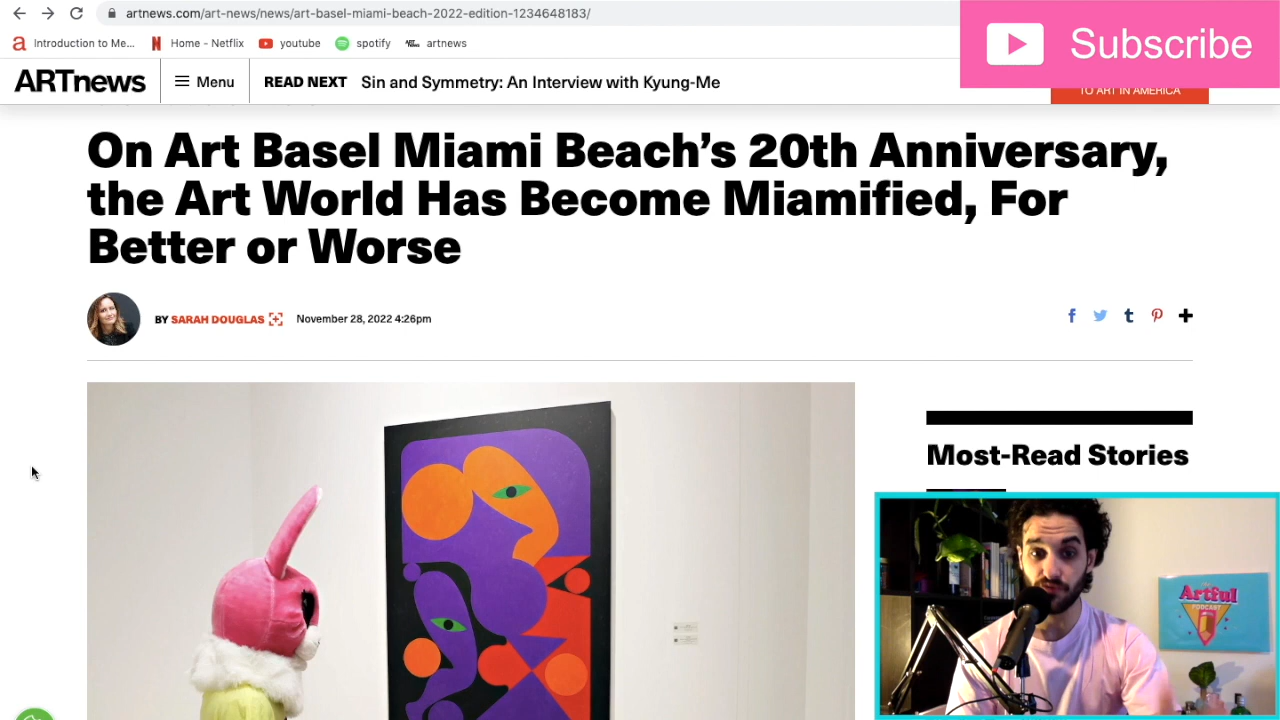 artnews.com/art-news/news/art-basel-miami-beach-2022-edition-1234648183/
Introduction to Me...
Home - Netflix
youtube
spotify
artnews
Subscribe
ARTnews
Menu
READ NEXT Sin and Symmetry: An Interview with Kyung-Me
TO ART IN AMERICA
On Art Basel Miami Beach’s 20th Anniversary,
the Art World Has Become Miamified, For
Better or Worse
BY SARAH DOUGLAS
November 28, 2022 4:26pm
Most-Read Stories
Artful
PODCAST